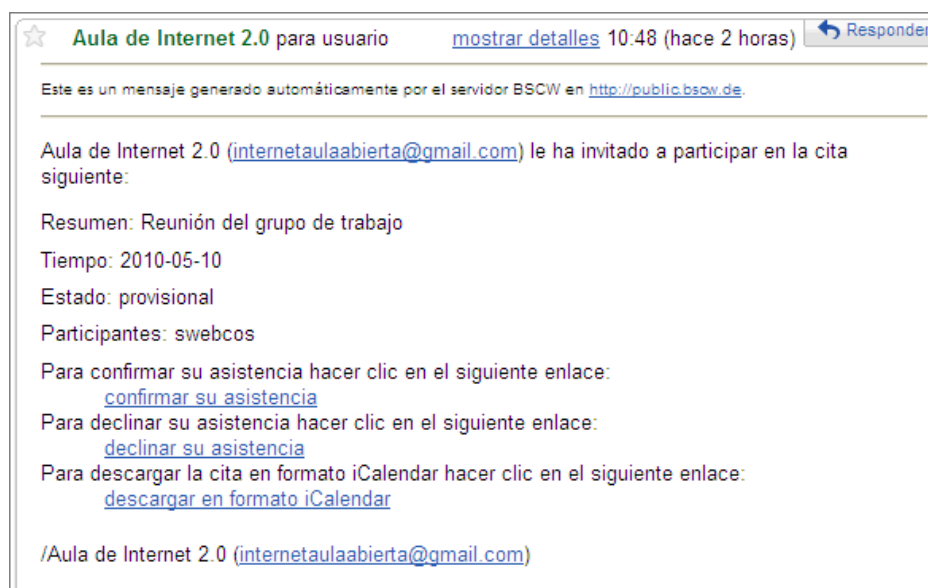 Aula de Internet 2.0 para usuario mostrar detalles 10:48 (hace 2 horas) Responder
Este es un mensaje generado automáticamente por el servidor BSCW en http://public.bscw.de.
Aula de Internet 2.0 (internetaulaabierta@gmail.com) le ha invitado a participar en la cita
siguiente:
Resumen: Reunión del grupo de trabajo
Tiempo: 2010-05-10
Estado: provisional
Participantes: swebcos
Para confirmar su asistencia hacer clic en el siguiente enlace:
confirmar su asistencia
Para declinar su asistencia hacer clic en el siguiente enlace:
declinar su asistencia
Para descargar la cita en formato iCalendar hacer clic en el siguiente enlace:
descargar en formato iCalendar
/Aula de Internet 2.0 (internetaulaabierta@gmail.com)